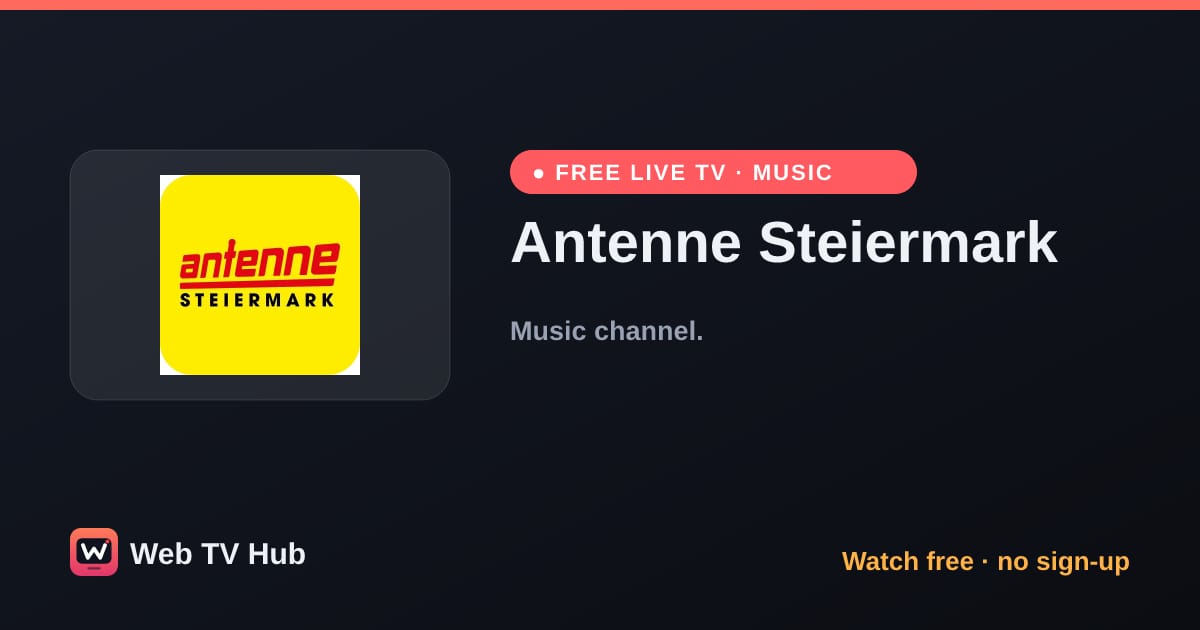 antenne
STEIERMARK
● FREE LIVE TV · MUSIC
Antenne Steiermark
Music channel.
W
Web TV Hub
Watch free · no sign-up